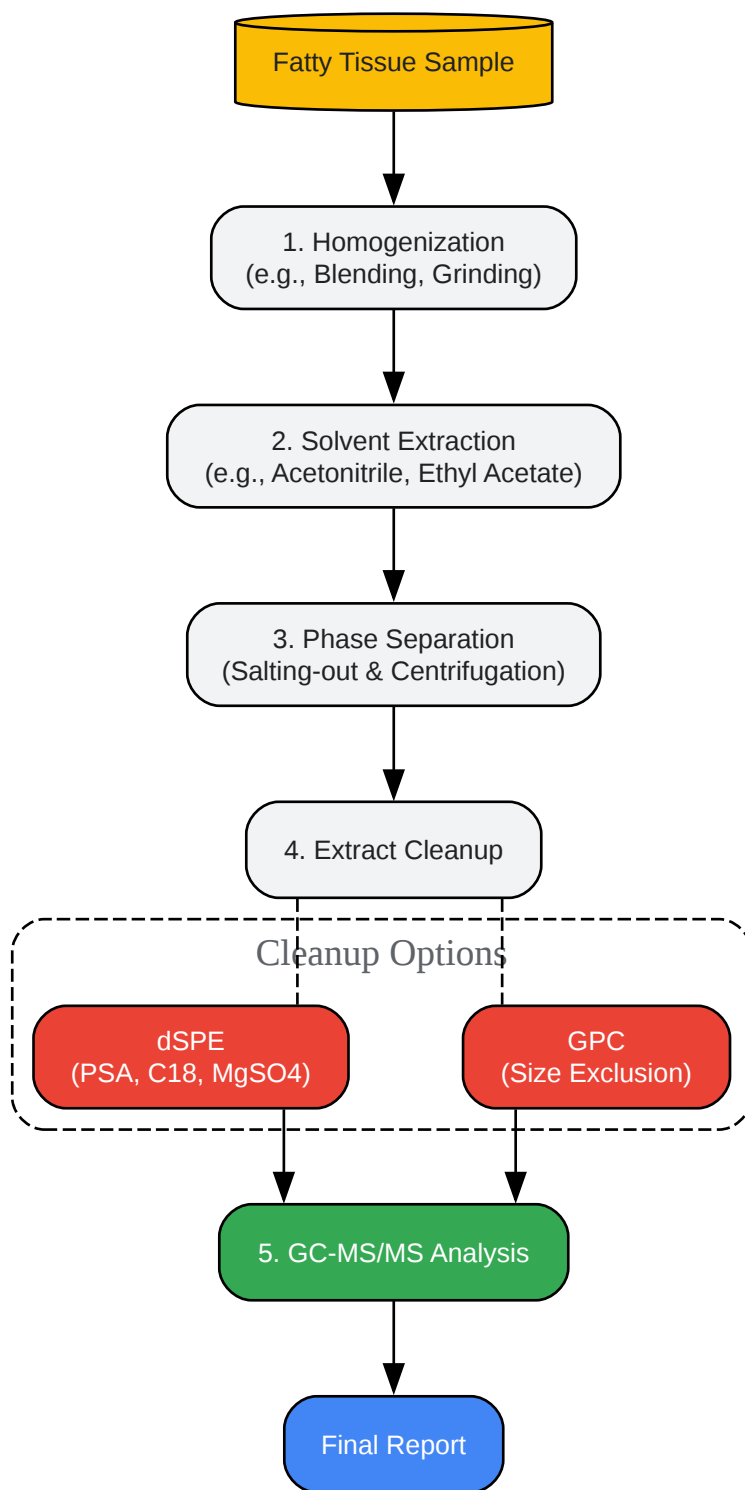 Fatty Tissue Sample
1. Homogenization
(e.g., Blending, Grinding)
2. Solvent Extraction
(e.g., Acetonitrile, Ethyl Acetate)
3. Phase Separation
(Salting-out & Centrifugation)
4. Extract Cleanup
Cleanup Options
dSPE
(PSA, C18, MgSO4)
GPC
(Size Exclusion)
5. GC-MS/MS Analysis
Final Report